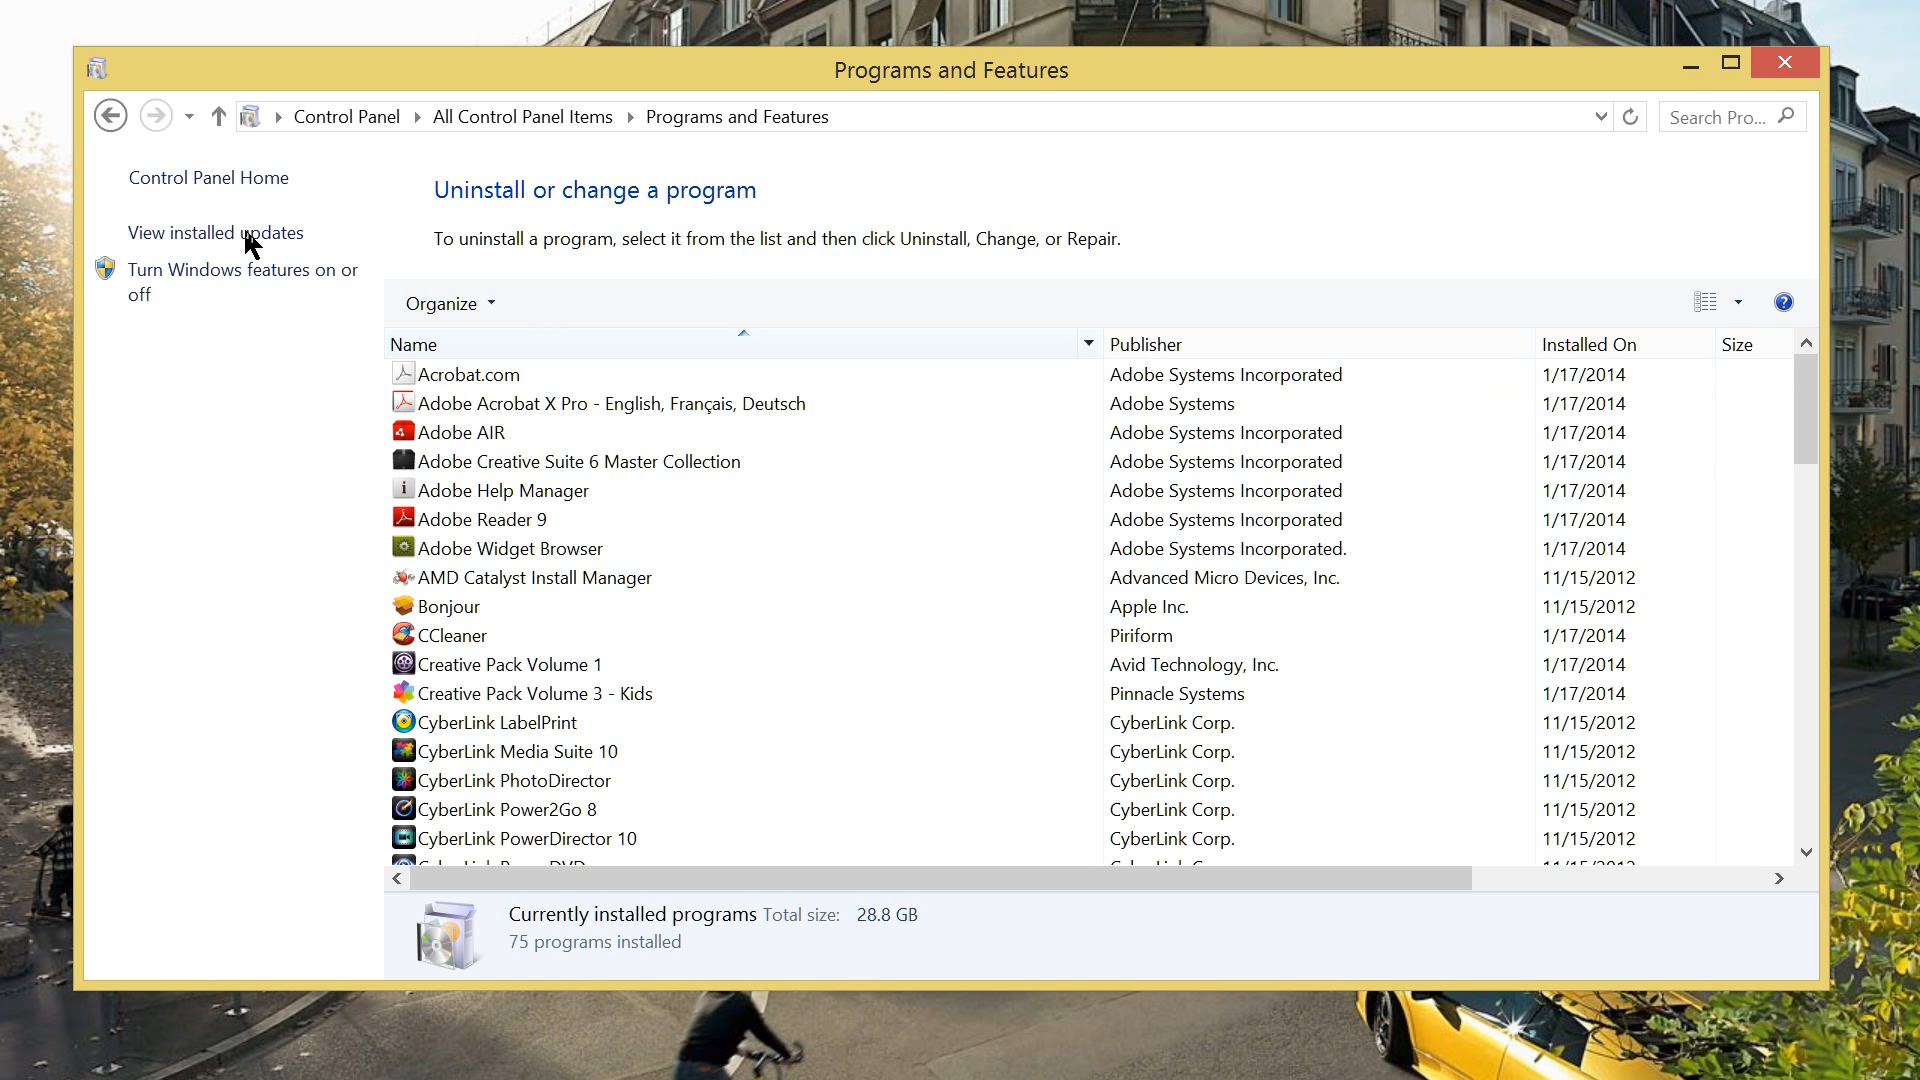 Programs and Features
Control Panel
All Control Panel Items
Programs and Features
Search Pro...
Control Panel Home
View installed updates
Turn Windows features on or
off
Uninstall or change a program
To uninstall a program, select it from the list and then click Uninstall, Change, or Repair.
Organize
Name Publisher Installed On Size
Acrobat.com Adobe Systems Incorporated 1/17/2014
Adobe Acrobat X Pro - English, Français, Deutsch Adobe Systems 1/17/2014
Adobe AIR Adobe Systems Incorporated 1/17/2014
Adobe Creative Suite 6 Master Collection Adobe Systems Incorporated 1/17/2014
Adobe Help Manager Adobe Systems Incorporated 1/17/2014
Adobe Reader 9 Adobe Systems Incorporated 1/17/2014
Adobe Widget Browser Adobe Systems Incorporated. 1/17/2014
AMD Catalyst Install Manager Advanced Micro Devices, Inc. 11/15/2012
Bonjour Apple Inc. 11/15/2012
CCleaner Piriform 1/17/2014
Creative Pack Volume 1 Avid Technology, Inc. 1/17/2014
Creative Pack Volume 3 - Kids Pinnacle Systems 1/17/2014
CyberLink LabelPrint CyberLink Corp. 11/15/2012
CyberLink Media Suite 10 CyberLink Corp. 11/15/2012
CyberLink PhotoDirector CyberLink Corp. 11/15/2012
CyberLink Power2Go 8 CyberLink Corp. 11/15/2012
CyberLink PowerDirector 10 CyberLink Corp. 11/15/2012
Currently installed programs Total size: 28.8 GB
75 programs installed